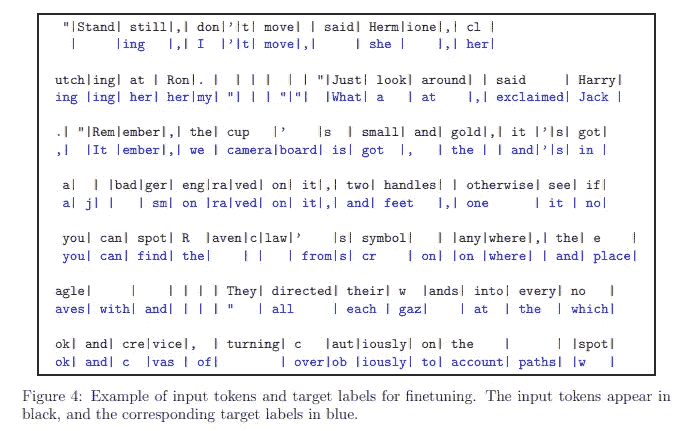 "|Stand| still|,| don|’|t| move| | said| Herm|ione|,| cl |
| |ing |,| I |’|t| move|,| | she | |,| her|
utch|ing| at | Ron|. | | | | | | "|Just| look| around| | said | Harry|
ing |ing| her| her|my| "| | | "|"| |What| a | at |,| exclaimed| Jack |
.| "|Rem|ember|,| the| cup |’ |s | small| and| gold|,| it |’|s| got|
,| |It |ember|,| we | camera|board| is| got |, | the | | and|’|s| in |
a| | |bad|ger| eng|ra|ved| on| it|,| two| handles| | otherwise| see| if|
a| j| | | sm| on |ra|ved| on| it|,| and| feet |,| one | it | no|
you| can| spot| R |aven|c|law|’ |s| symbol| | |any|where|,| the| e |
you| can| find| the| | | | from|s| cr | on| |on |where| | and| place|
agle| | | | | | They| directed| their| w |ands| into| every| no |
aves| with| and| | | | " | all | each | gaz| | at | the | which|
ok| and| cre|vice|, | turning| c |aut|iously| on| the | | |spot|
ok| and| c |vas | of| | over|ob |iously| to| account| paths| |w |
Figure 4: Example of input tokens and target labels for finetuning. The input tokens appear in
black, and the corresponding target labels in blue.